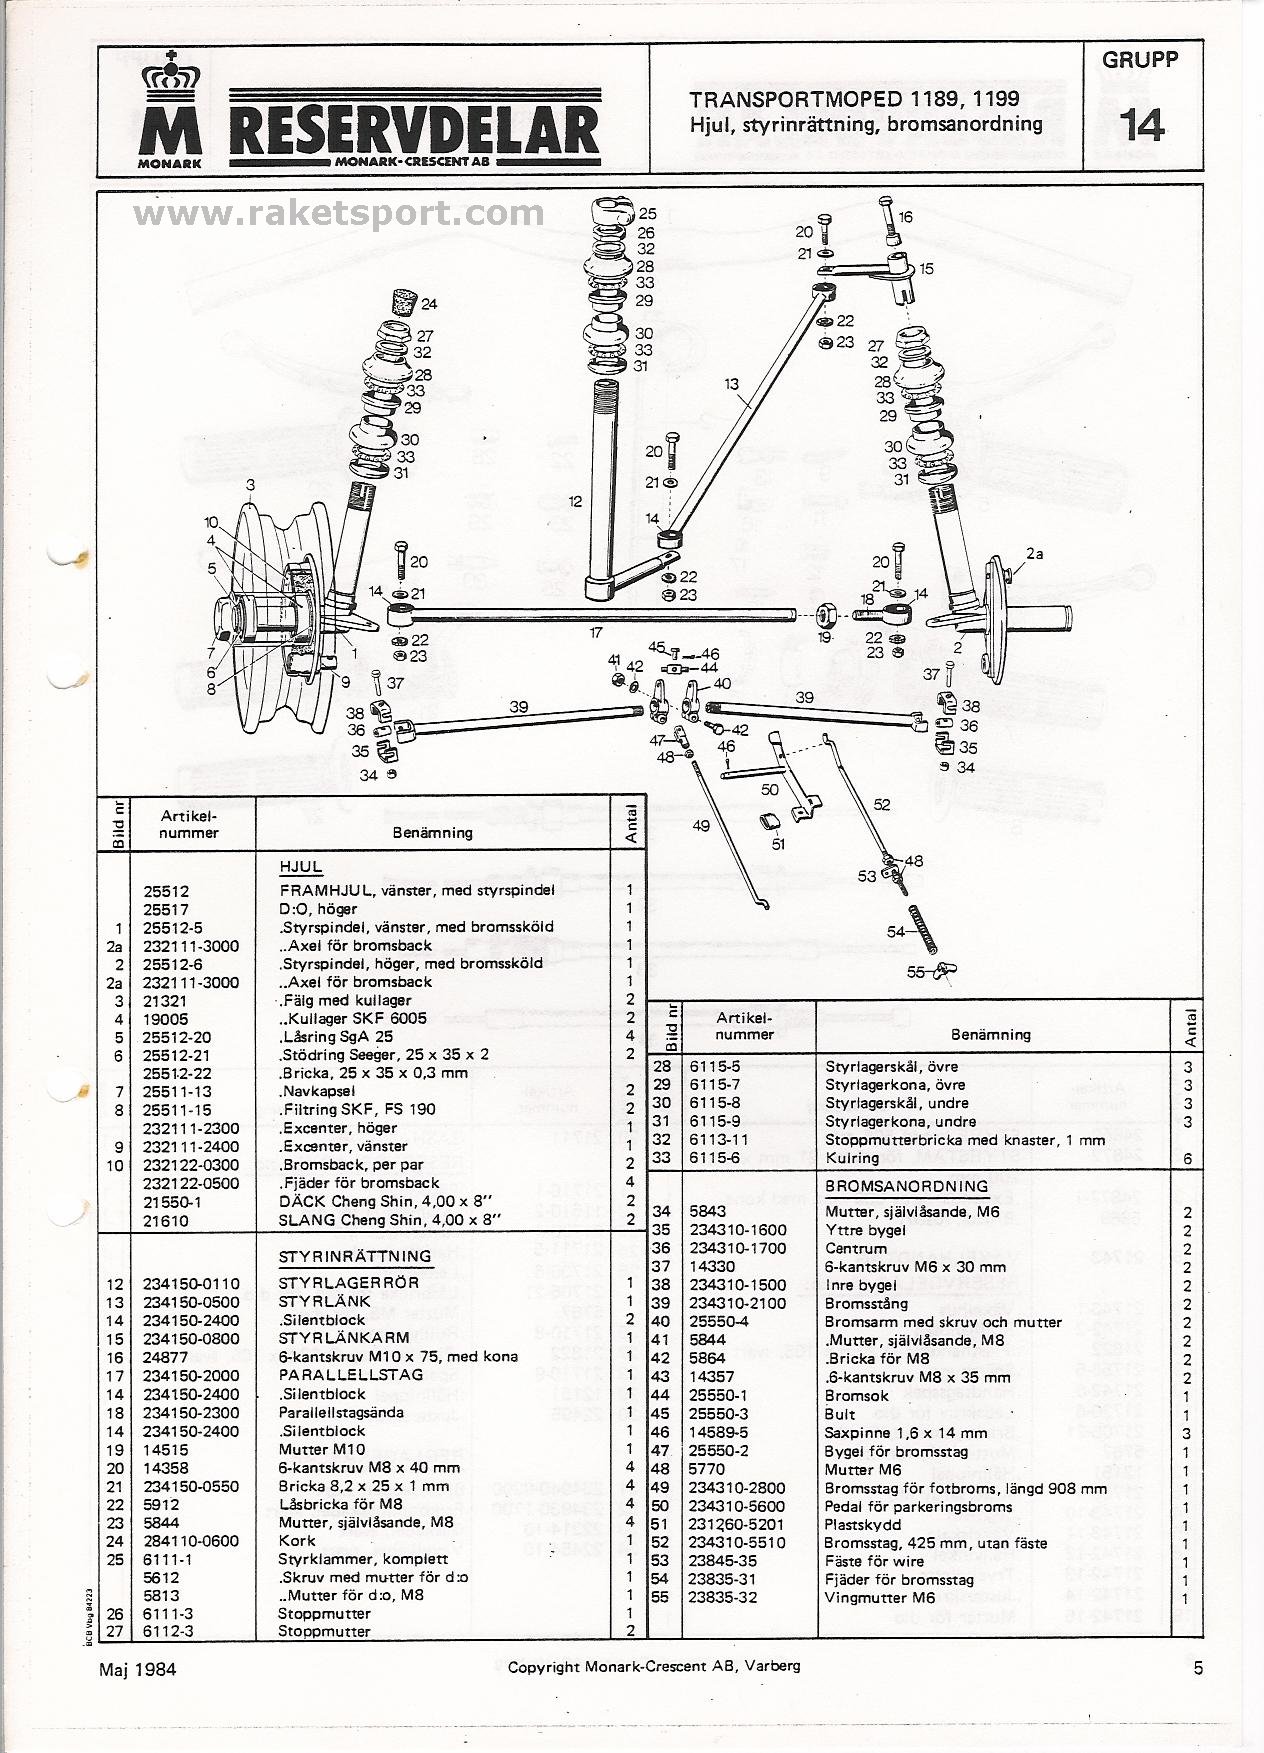 M RESERVDELAR
MONARK
MONARK-CRESCENT AB
TRANSPORTMOPED 1189, 1199
Hjul, styrinrättning, bromsanordning
GRUPP
14
www.raketsport.com
25
26
32
28
33
29
30
33
31
12
20
21
22
23
16
15
13
20
21
14
22
23
24
27
32
28
33
29
30
33
31
27
32
28
33
29
30
33
31
3
10
4
5
7
6
8
1
9
20
14
21
22
23
17
19
18
20
21
14
22
23
2
2a
37
38
36
35
34
39
41
42
45
46
44
40
42
47
48
46
39
37
38
36
35
34
49
50
51
52
48
53
54
55
Bild nr Artikel-nummer Benämning Antal
HJUL
25512 FRAMHJUL, vänster, med styrspindel 1
25517 D:O, höger 1
1 25512-5 .Styrspindel, vänster, med bromssköld 1
2a 232111-3000 ..Axel för bromsback 1
2 25512-6 .Styrspindel, höger, med bromssköld 1
2a 232111-3000 ..Axel för bromsback 1
3 21321 .Fälg med kullager 2
4 19005 ..Kullager SKF 6005 2
5 25512-20 .Låsring SgA 25 4
6 25512-21 .Stödring Seeger, 25 x 35 x 2 2
25512-22 .Bricka, 25 x 35 x 0,3 mm
7 25511-13 .Navkapsel 2
8 25511-15 .Filtring SKF, FS 190 2
232111-2300 .Excenter, höger 1
9 232111-2400 .Excenter, vänster 1
10 232122-0300 .Bromsback, per par 2
232122-0500 .Fjäder för bromsback 4
21550-1 DÄCK Cheng Shin, 4,00 x 8" 2
21610 SLANG Cheng Shin, 4,00 x 8" 2
STYRINRÄTTNING
12 234150-0110 STYRLAGERRÖR 1
13 234150-0500 STYRLÄNK 1
14 234150-2400 .Silentblock 2
15 234150-0800 STYRLÄNKARM 1
16 24877 6-kantskruv M10 x 75, med kona 1
17 234150-2000 PARALLELLSTAG 1
14 234150-2400 .Silentblock 1
18 234150-2300 Parallellstagsända 1
14 234150-2400 .Silentblock 1
19 14515 Mutter M10 1
20 14358 6-kantskruv M8 x 40 mm 4
21 234150-0550 Bricka 8,2 x 25 x 1 mm 4
22 5912 Låsbricka för M8 4
23 5844 Mutter, självlåsande, M8 4
24 284110-0600 Kork 1
25 6111-1 Styrklammer, komplett 1
5612 .Skruv med mutter för d:o 1
5813 ..Mutter för d:o, M8 1
26 6111-3 Stoppmutter 1
27 6112-3 Stoppmutter 2
Bild nr Artikel-nummer Benämning Antal
28 6115-5 Styrlagerskål, övre 3
29 6115-7 Styrlagerkona, övre 3
30 6115-8 Styrlagerskål, undre 3
31 6115-9 Styrlagerkona, undre 3
32 6113-11 Stoppmutterbricka med knaster, 1 mm
33 6115-6 Kulring 6
BROMSANORDNING
34 5843 Mutter, självlåsande, M6 2
35 234310-1600 Yttre bygel 2
36 234310-1700 Centrum 2
37 14330 6-kantskruv M6 x 30 mm 2
38 234310-1500 Inre bygel 2
39 234310-2100 Bromsstång 2
40 25550-4 Bromsarm med skruv och mutter 2
41 5844 .Mutter, självlåsande, M8 2
42 5864 .Bricka för M8 2
43 14357 .6-kantskruv M8 x 35 mm 2
44 25550-1 Bromsok 1
45 25550-3 Bult 1
46 14589-5 Saxpinne 1,6 x 14 mm 3
47 25550-2 Bygel för bromsstag 1
48 5770 Mutter M6 1
49 234310-2800 Bromsstag för fotbroms, längd 908 mm 1
50 234310-5600 Pedal för parkeringsbroms 1
51 231260-5201 Plastskydd 1
52 234310-5510 Bromsstag, 425 mm, utan fäste 1
53 23845-35 Fäste för wire 1
54 23835-31 Fjäder för bromsstag 1
55 23835-32 Vingmutter M6 1
BCB Vbg 84223
Maj 1984
Copyright Monark-Crescent AB, Varberg
5